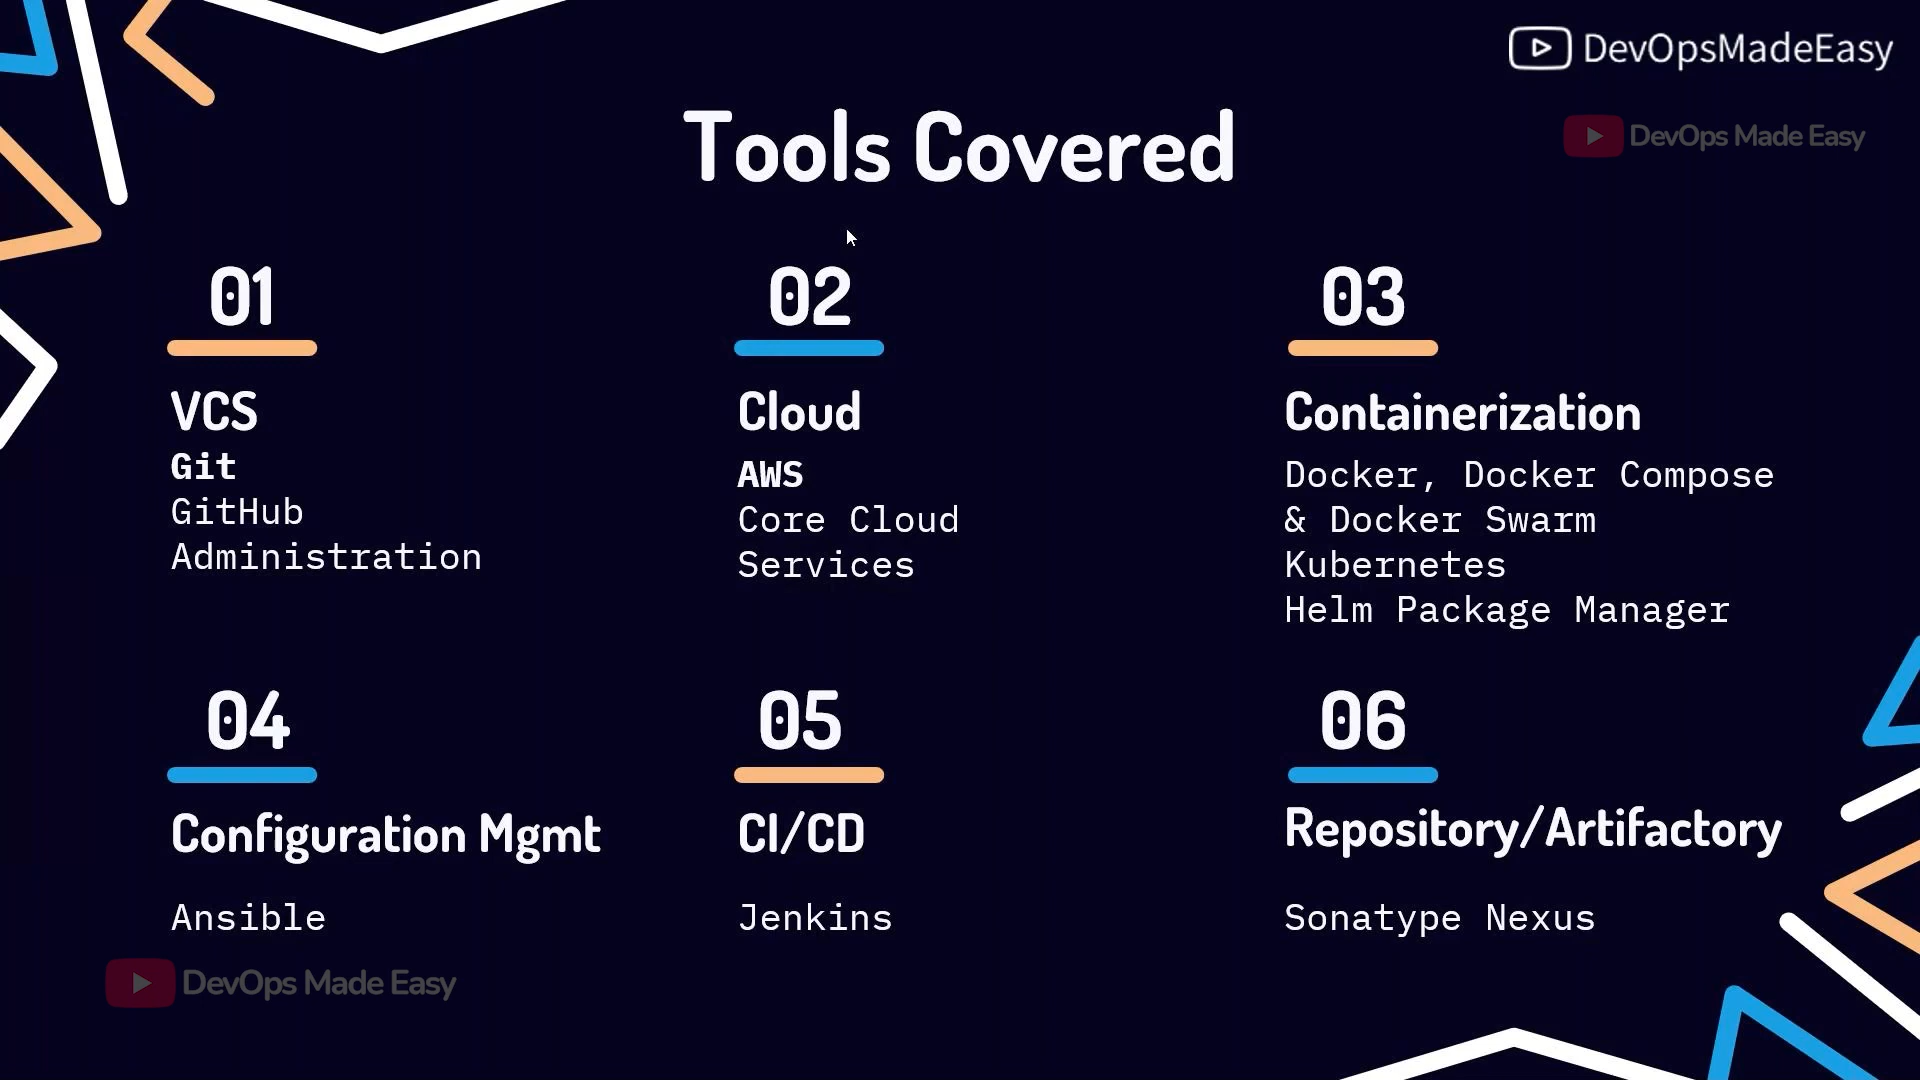 DevOpsMadeEasy
DevOps Made Easy
Tools Covered
01
VCS
Git
GitHub
Administration
02
Cloud
AWS
Core Cloud
Services
03
Containerization
Docker, Docker Compose
& Docker Swarm
Kubernetes
Helm Package Manager
04
Configuration Mgmt
Ansible
05
CI/CD
Jenkins
06
Repository/Artifactory
Sonatype Nexus
DevOps Made Easy